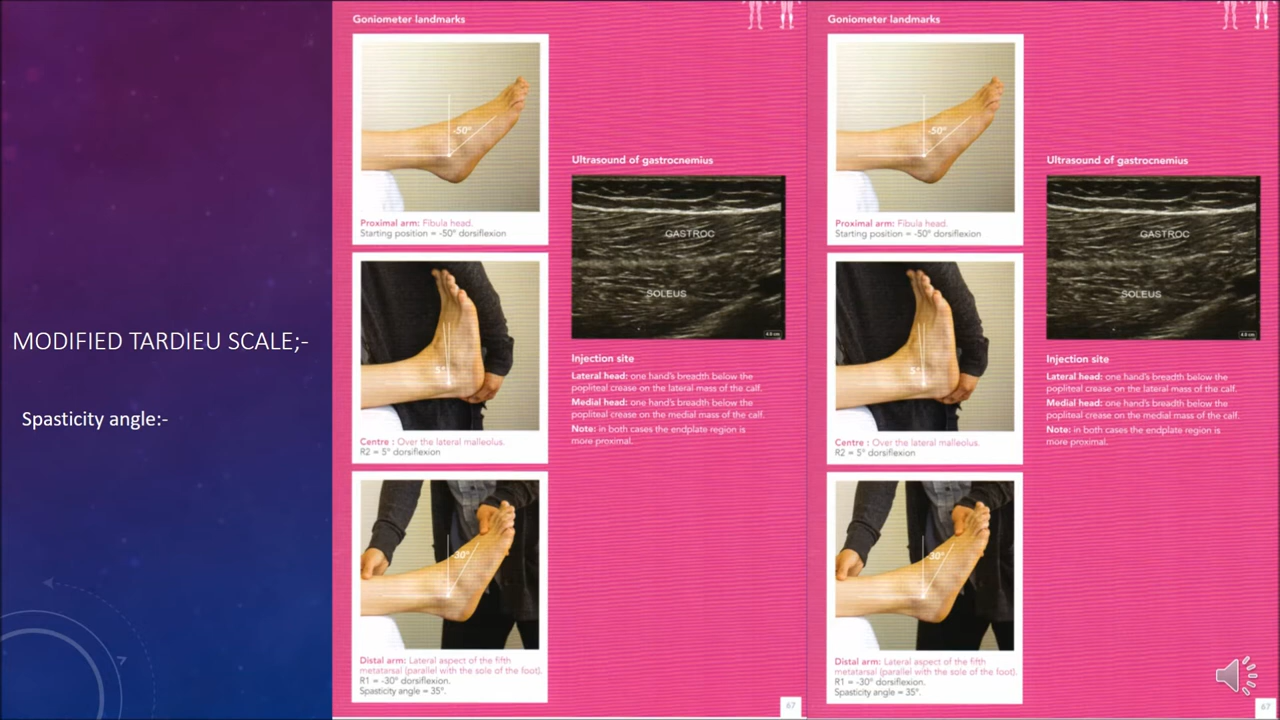 MODIFIED TARDIEU SCALE;-
Spasticity angle:-
Goniometer landmarks
-50°
Proximal arm: Fibula head.
Starting position = -50° dorsiflexion
5°
Centre : Over the lateral malleolus.
R2 = 5° dorsiflexion
-30°
Distal arm: Lateral aspect of the fifth
metatarsal (parallel with the sole of the foot).
R1 = -30° dorsiflexion.
Spasticity angle = 35°.
Ultrasound of gastrocnemius
GASTROC
SOLEUS
4.9 cm
Injection site
Lateral head: one hand's breadth below the
popliteal crease on the lateral mass of the calf.
Medial head: one hand's breadth below the
popliteal crease on the medial mass of the calf.
Note: in both cases the endplate region is
more proximal.
67
Goniometer landmarks
-50°
Proximal arm: Fibula head.
Starting position = -50° dorsiflexion
5°
Centre : Over the lateral malleolus.
R2 = 5° dorsiflexion
-30°
Distal arm: Lateral aspect of the fifth
metatarsal (parallel with the sole of the foot).
R1 = -30° dorsiflexion.
Spasticity angle = 35°.
Ultrasound of gastrocnemius
GASTROC
SOLEUS
4.9 cm
Injection site
Lateral head: one hand's breadth below the
popliteal crease on the lateral mass of the calf.
Medial head: one hand's breadth below the
popliteal crease on the medial mass of the calf.
Note: in both cases the endplate region is
more proximal.
67